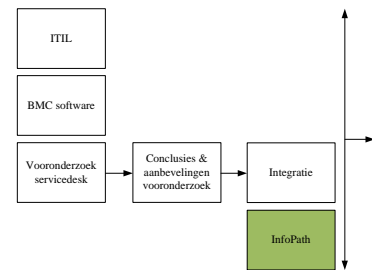 ITIL
BMC software
Vooronderzoek
servicedesk
Conclusies &
aanbevelingen
vooronderzoek
Integratie
InfoPath